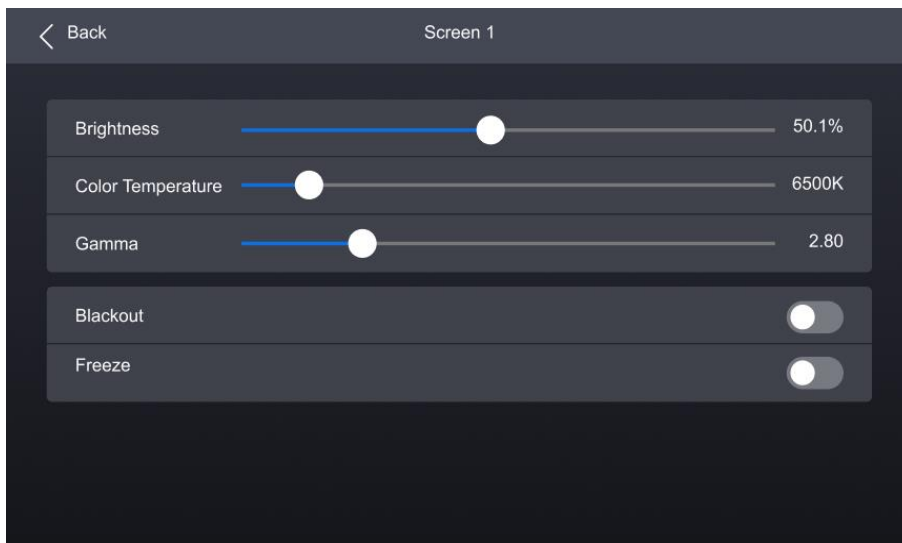 Back
Screen 1
Brightness 50.1%
Color Temperature 6500K
Gamma 2.80
Blackout
Freeze